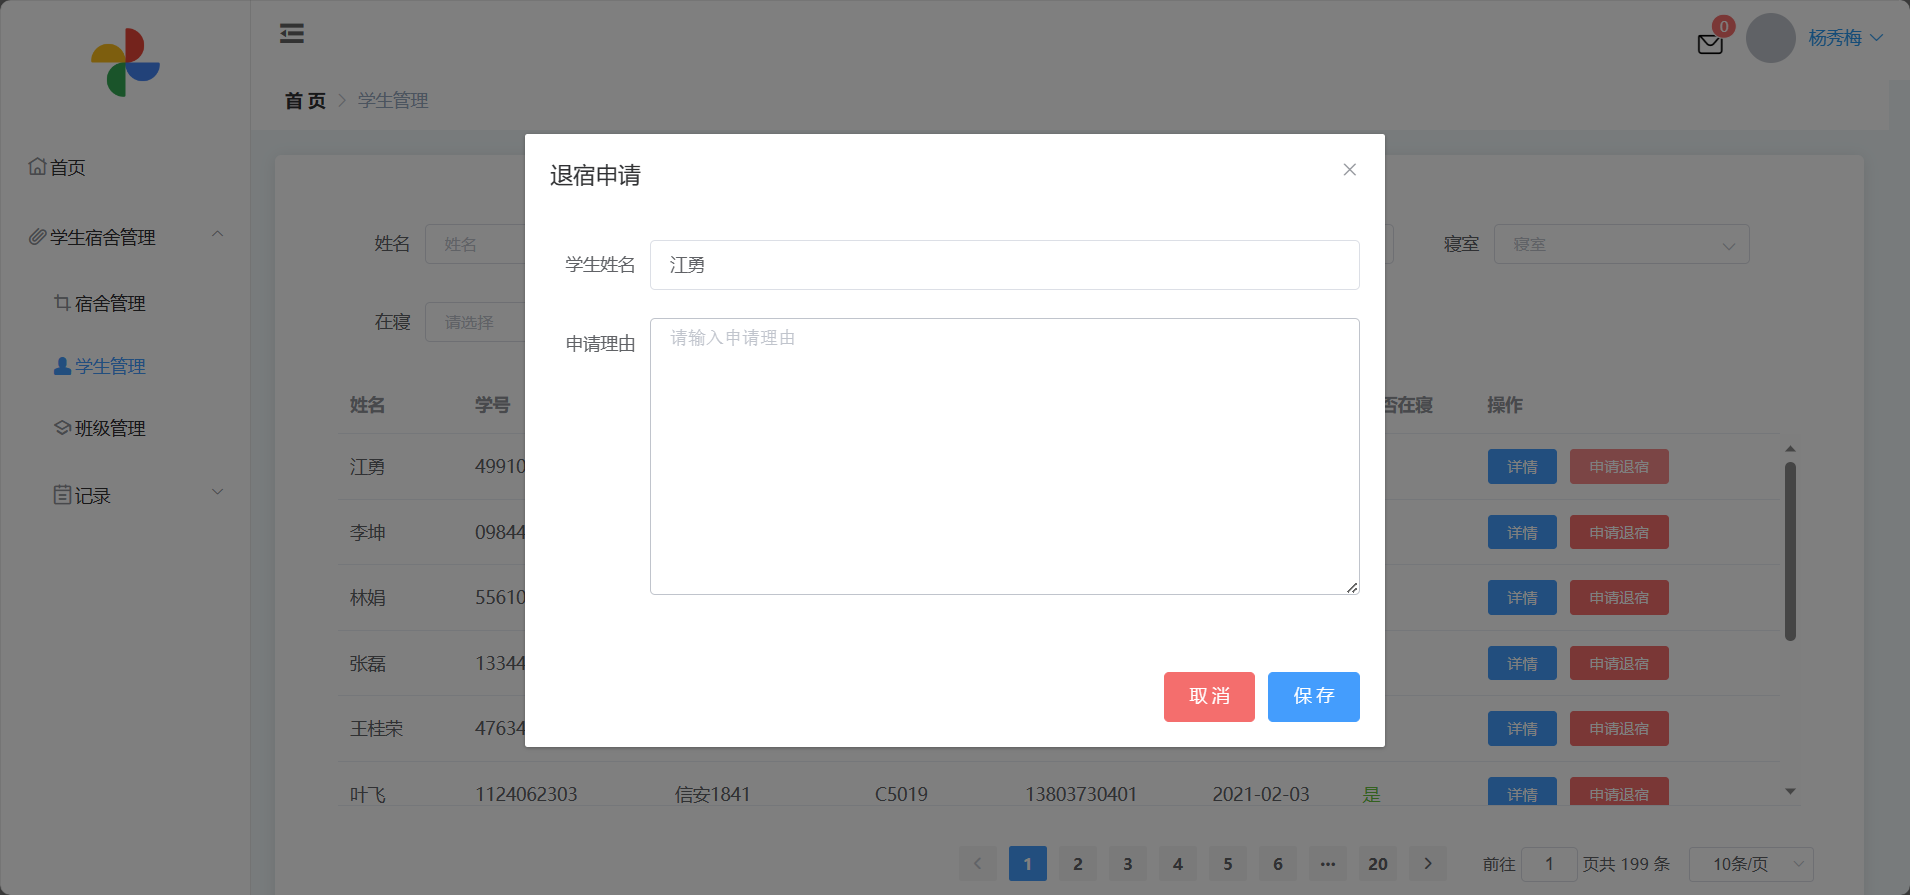 0
杨秀梅
首页
学生管理
首页
学生宿舍管理
宿舍管理
学生管理
班级管理
记录
姓名
姓名
寝室
寝室
在寝
请选择
退宿申请
学生姓名
江勇
申请理由
请输入申请理由
取消
保存
姓名 学号 否在寝 操作
江勇 49910 详情 申请退宿
李坤 09844 详情 申请退宿
林娟 55610 详情 申请退宿
张磊 13344 详情 申请退宿
王桂荣 47634 详情 申请退宿
叶飞 1124062303 信安1841 C5019 13803730401 2021-02-03 是 详情 申请退宿
1 2 3 4 5 6 ··· 20 前往 1 页共 199 条 10条/页